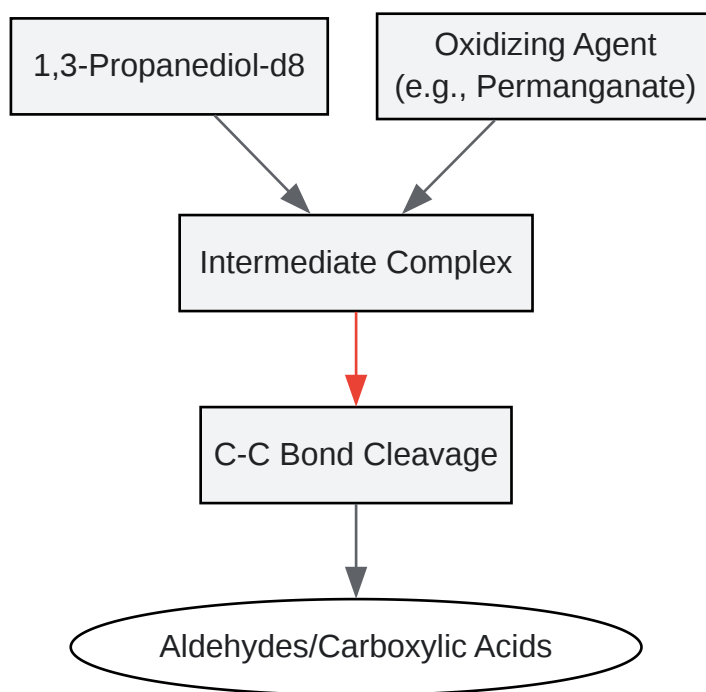 1,3-Propanediol-d8
Oxidizing Agent
(e.g., Permanganate)
Intermediate Complex
C-C Bond Cleavage
Aldehydes/Carboxylic Acids